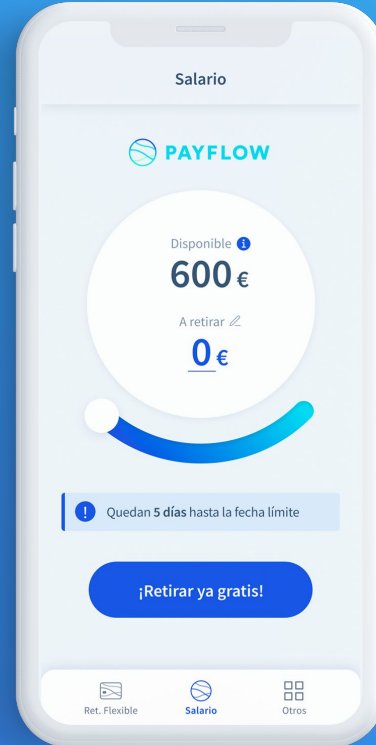 Salario
PAYFLOW
Disponible
600 €
A retirar
0 €
! Quedan 5 días hasta la fecha límite
¡Retirar ya gratis!
Ret. Flexible
Salario
Otros